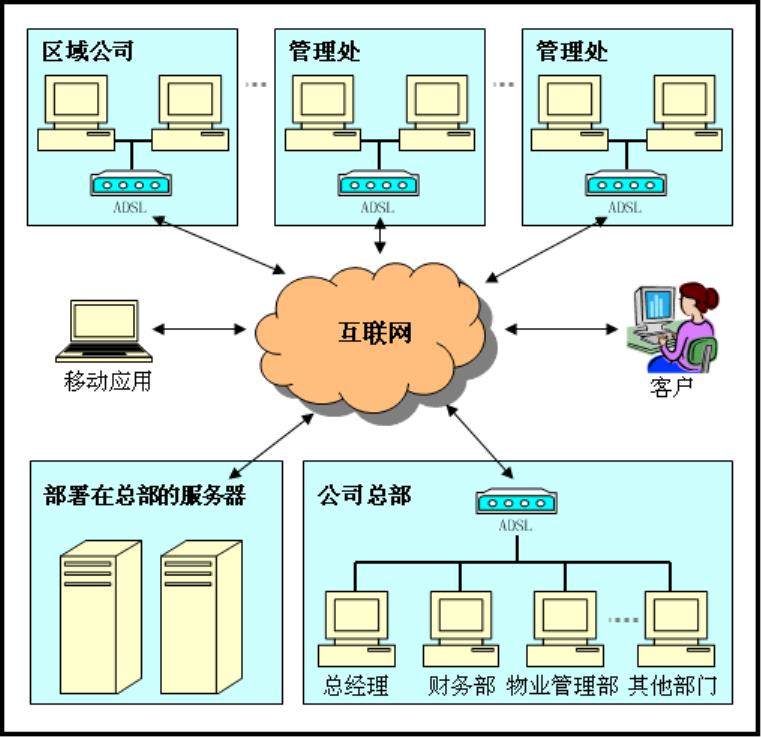 区域公司
管理处
管理处
ADSL
ADSL
ADSL
互联网
移动应用
客户
部署在总部的服务器
公司总部
ADSL
总经理
财务部
物业管理部
其他部门